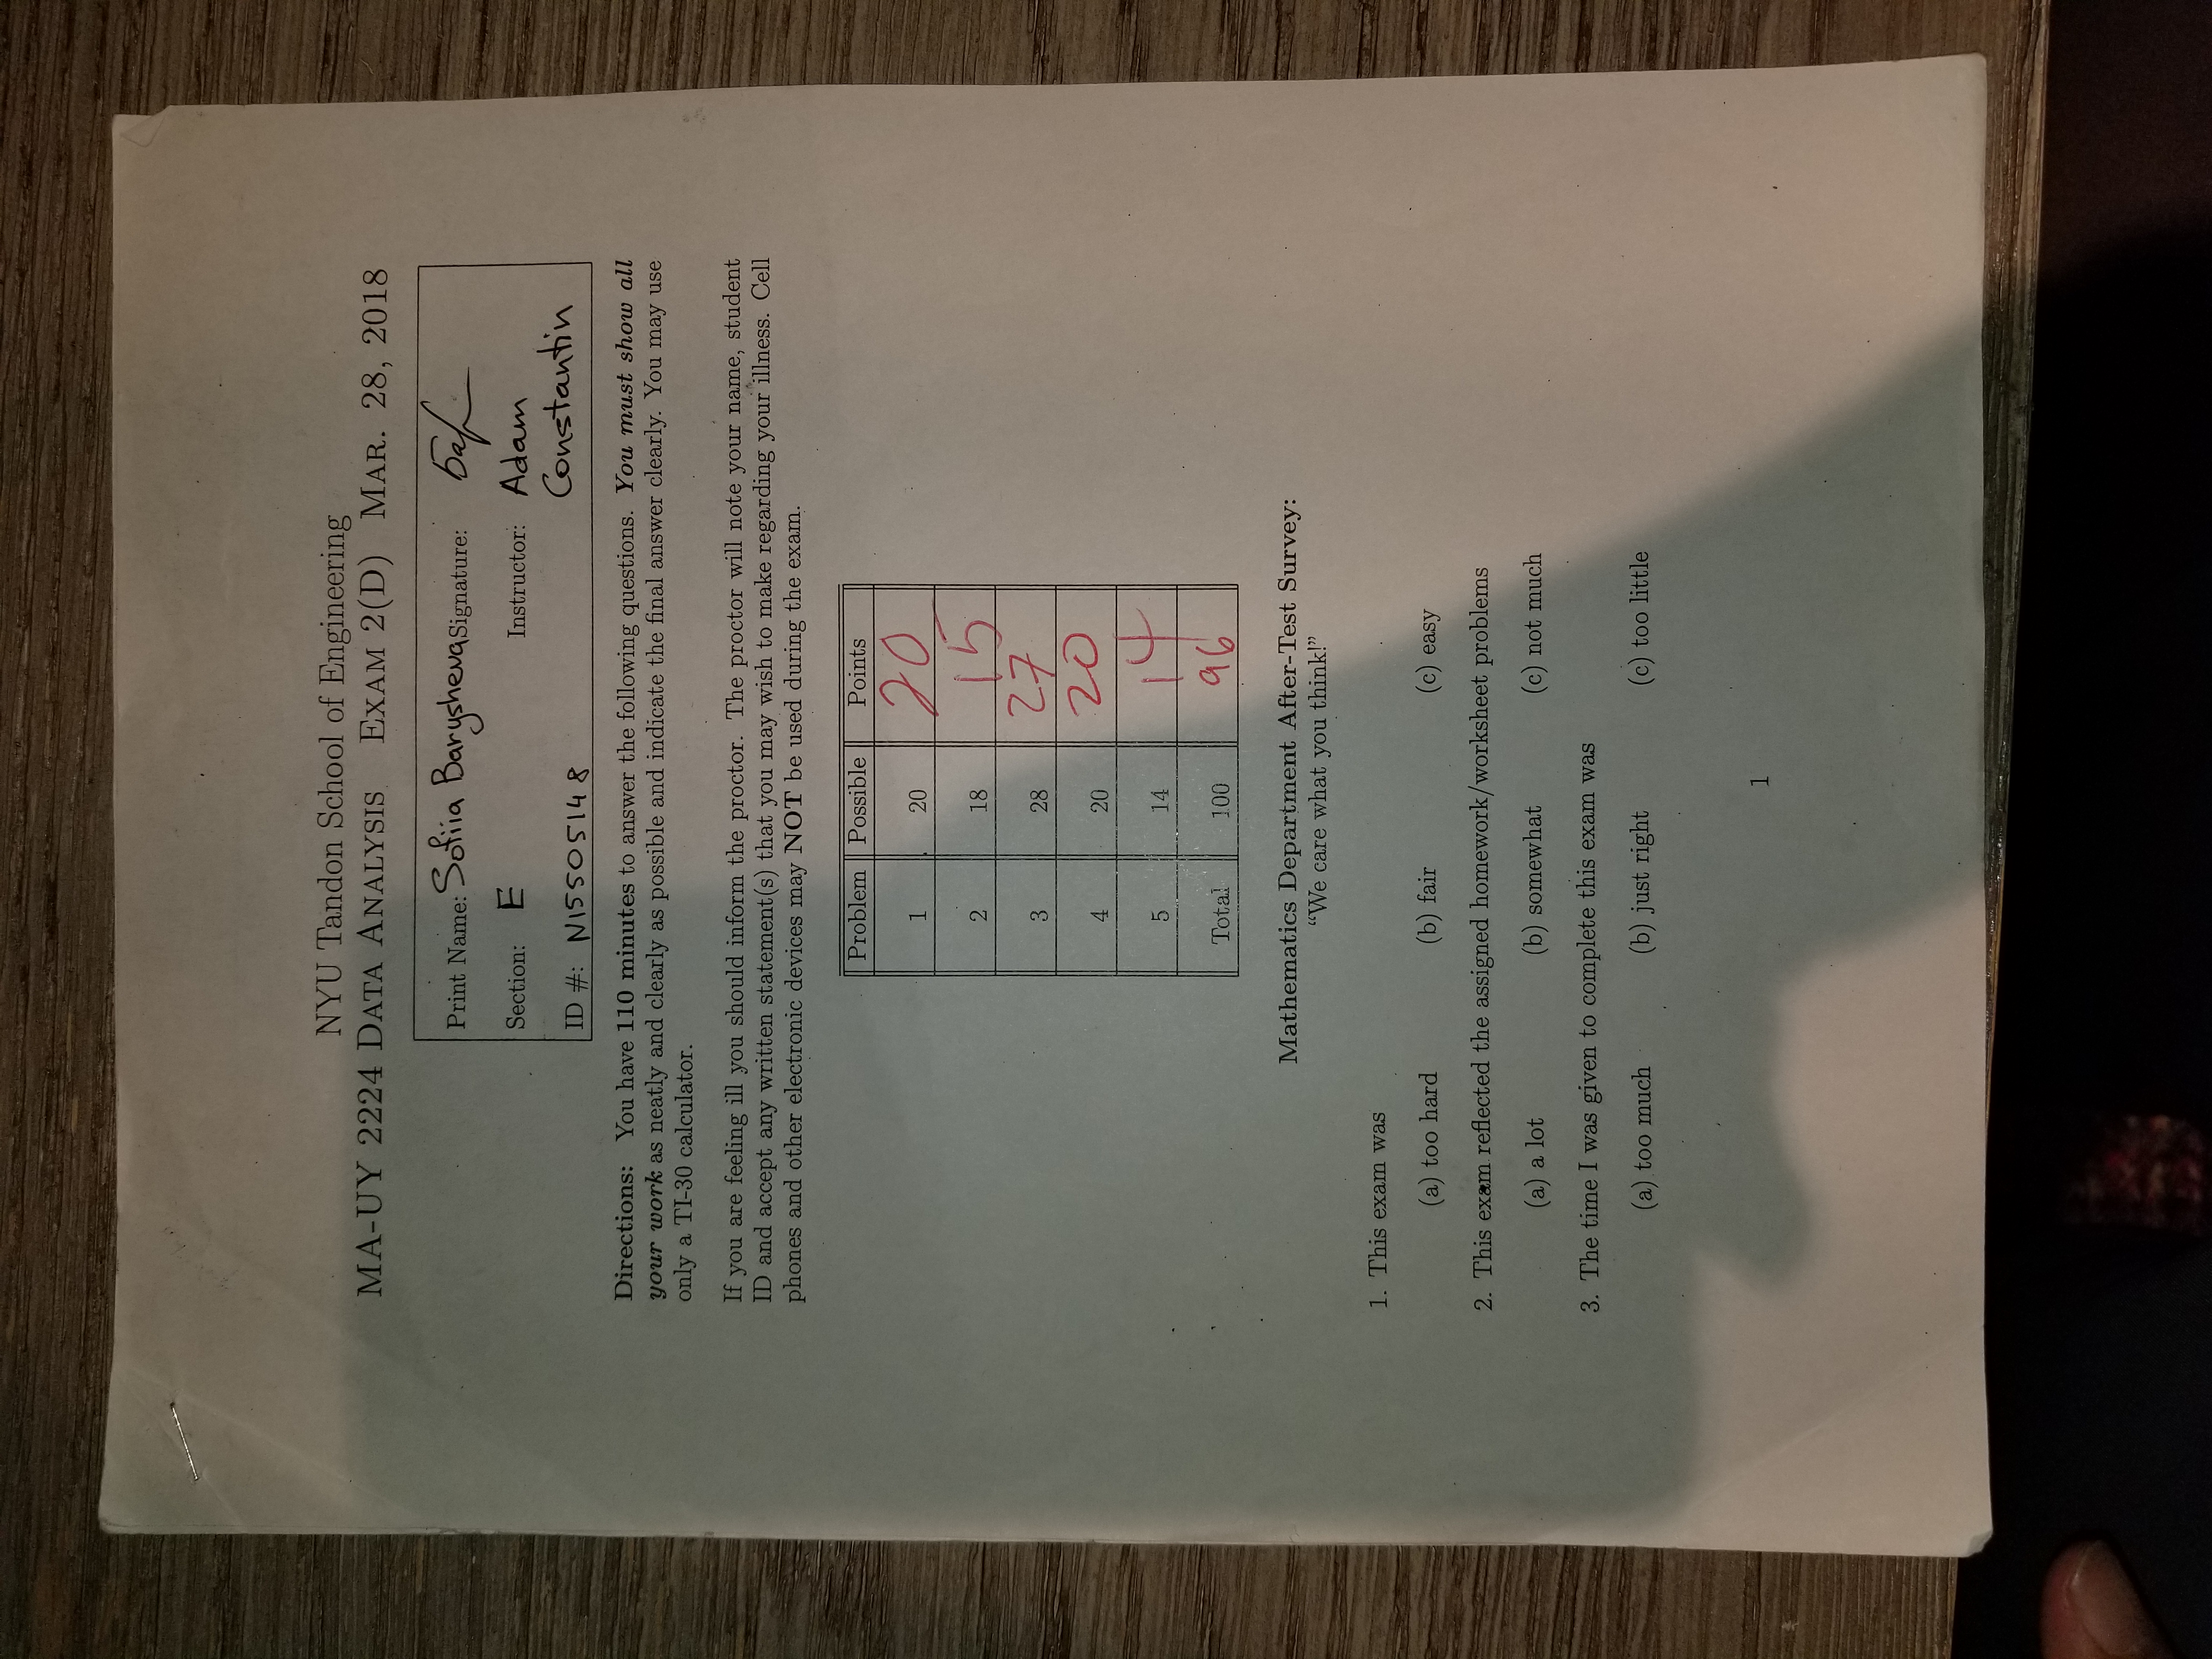 NYU Tandon School of Engineering
MA-UY 2224 DATA ANALYSIS EXAM 2(D) MAR. 28, 2018
Print Name: Sofiia Barysheva Signature: Бар
Section: E Instructor: Adam
Constantin
ID #: N15505148
Directions: You have 110 minutes to answer the following questions. You must show all
your work as neatly and clearly as possible and indicate the final answer clearly. You may use
only a TI-30 calculator.
If you are feeling ill you should inform the proctor. The proctor will note your name, student
ID and accept any written statement(s) that you may wish to make regarding your illness. Cell
phones and other electronic devices may NOT be used during the exam.
Problem Possible Points
1 20 20
2 18 15
3 28 27
4 20 20
5 14 14
Total 100 96
Mathematics Department After-Test Survey:
“We care what you think!”
1. This exam was
(a) too hard (b) fair (c) easy
2. This exam reflected the assigned homework/worksheet problems
(a) a lot (b) somewhat (c) not much
3. The time I was given to complete this exam was
(a) too much (b) just right (c) too little
1